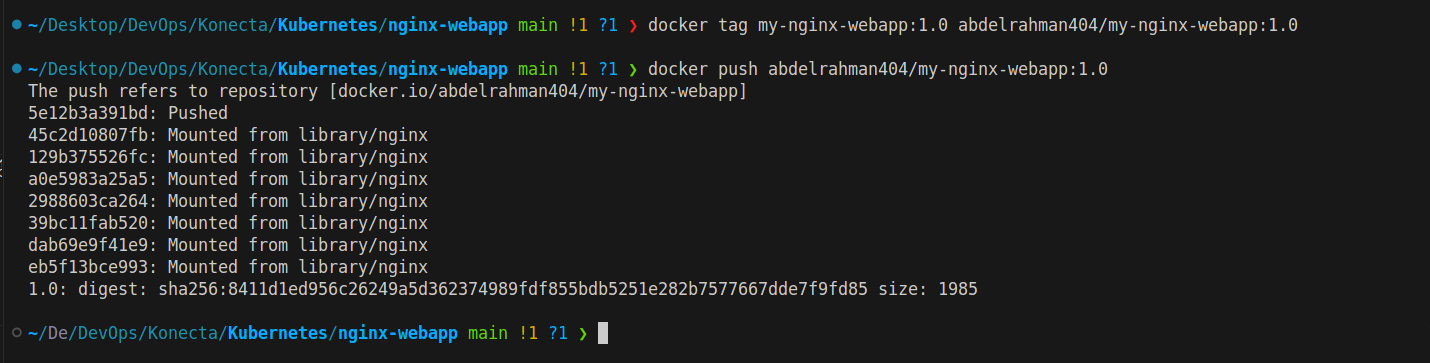 ~/Desktop/DevOps/Konecta/Kubernetes/nginx-webapp main !1 ?1 ❯ docker tag my-nginx-webapp:1.0 abdelrahman404/my-nginx-webapp:1.0
~/Desktop/DevOps/Konecta/Kubernetes/nginx-webapp main !1 ?1 ❯ docker push abdelrahman404/my-nginx-webapp:1.0
The push refers to repository [docker.io/abdelrahman404/my-nginx-webapp]
5e12b3a391bd: Pushed
45c2d10807fb: Mounted from library/nginx
129b375526fc: Mounted from library/nginx
a0e5983a25a5: Mounted from library/nginx
2988603ca264: Mounted from library/nginx
39bc11fab520: Mounted from library/nginx
dab69e9f41e9: Mounted from library/nginx
eb5f13bce993: Mounted from library/nginx
1.0: digest: sha256:8411d1ed956c26249a5d362374989fdf855bdb5251e282b7577667dde7f9fd85 size: 1985
~/De/DevOps/Konecta/Kubernetes/nginx-webapp main !1 ?1 ❯